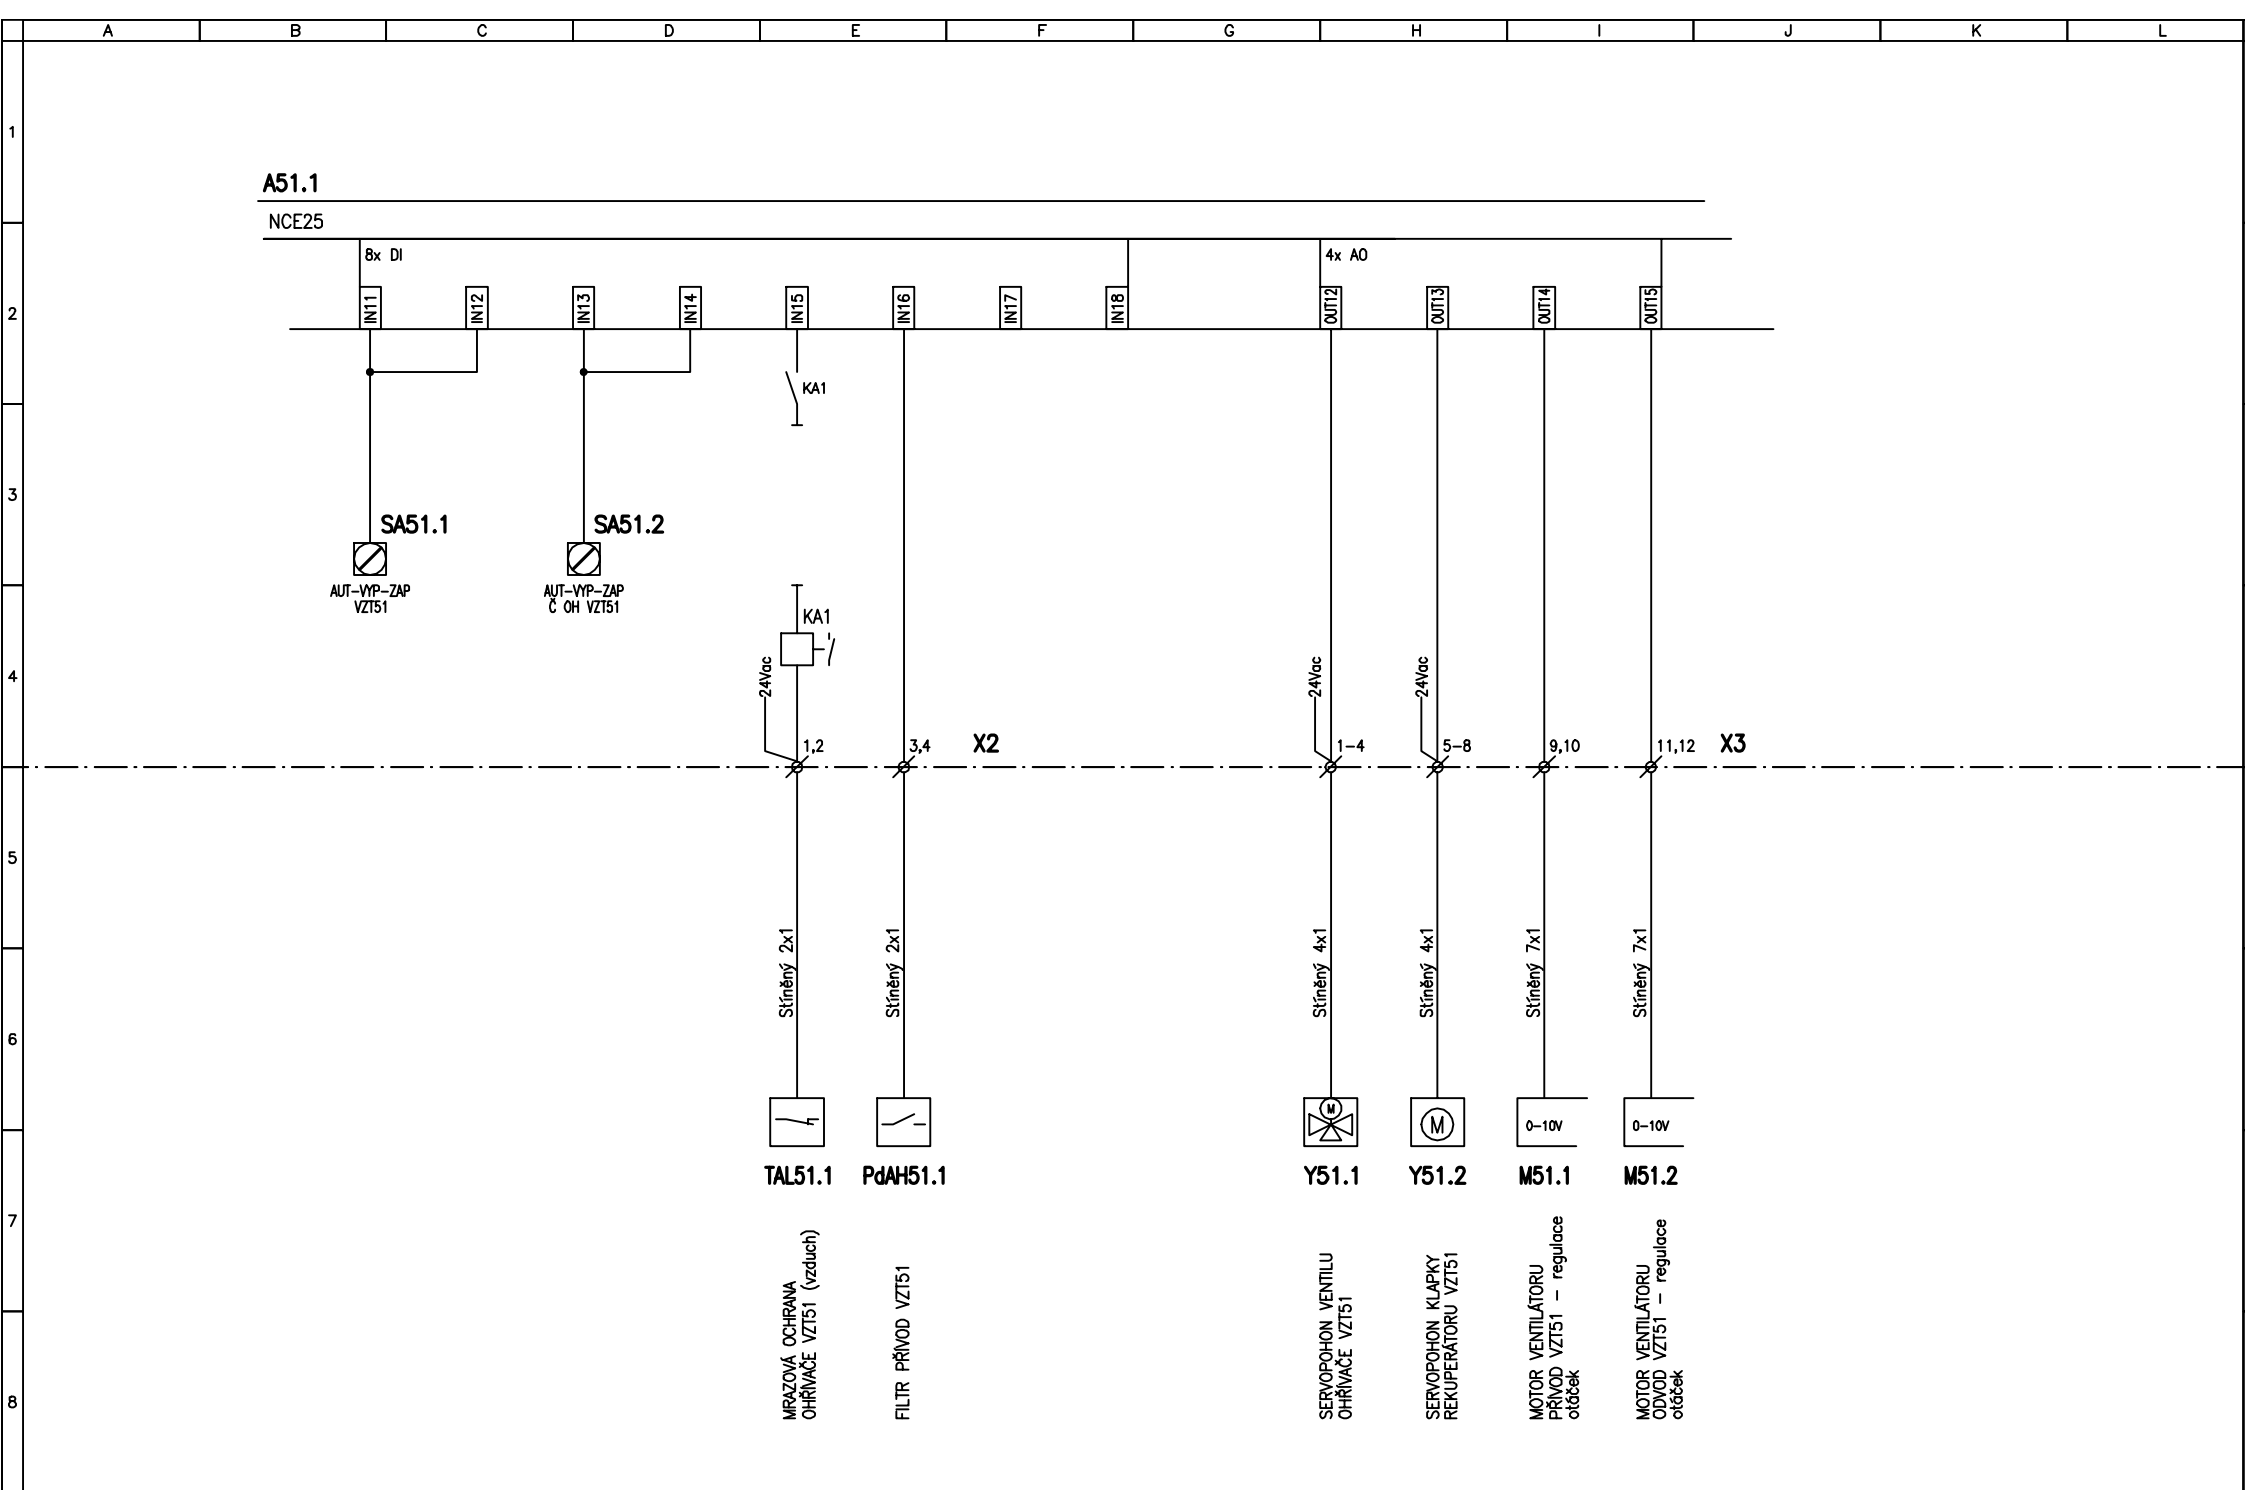 A B C D E F G H I J K L
1
A51.1
NCE25
8x DI
4x AO
2
IN11
IN12
IN13
IN14
IN15
IN16
IN17
IN18
OUT12
OUT13
OUT14
OUT15
KA1
3
SA51.1
SA51.2
AUT-VYP-ZAP
VZT51
AUT-VYP-ZAP
Č OH VZT51
KA1
4
24Vac
24Vac
24Vac
1,2
3,4
X2
1-4
5-8
9,10
11,12
X3
5
Stíněný 2x1
Stíněný 2x1
Stíněný 4x1
Stíněný 4x1
Stíněný 7x1
Stíněný 7x1
6
M
M
0-10V
0-10V
TAL51.1
PdAH51.1
Y51.1
Y51.2
M51.1
M51.2
7
MRAZOVÁ OCHRANA
OHŘÍVAČE VZT51 (vzduch)
FILTR PŘÍVOD VZT51
SERVOPOHON VENTILU
OHŘÍVAČE VZT51
SERVOPOHON KLAPKY
REKUPERÁTORU VZT51
MOTOR VENTILÁTORU
PŘÍVOD VZT51 - regulace
otáček
MOTOR VENTILÁTORU
ODVOD VZT51 - regulace
otáček
8